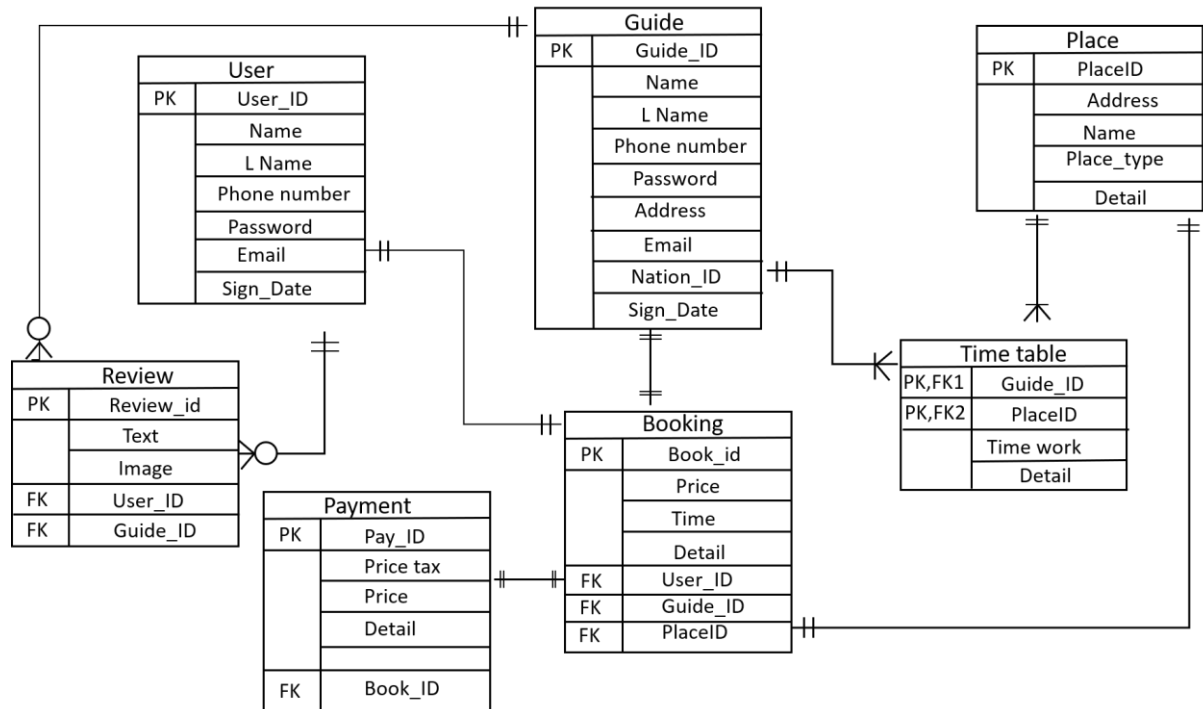 Guide
PK Guide_ID
Name
L Name
Phone number
Password
Address
Email
Nation_ID
Sign_Date
Place
PK PlaceID
Address
Name
Place_type
Detail
User
PK User_ID
Name
L Name
Phone number
Password
Email
Sign_Date
Review
PK Review_id
Text
Image
FK User_ID
FK Guide_ID
Time table
PK,FK1 Guide_ID
PK,FK2 PlaceID
Time work
Detail
Booking
PK Book_id
Price
Time
Detail
FK User_ID
FK Guide_ID
FK PlaceID
Payment
PK Pay_ID
Price tax
Price
Detail
FK Book_ID